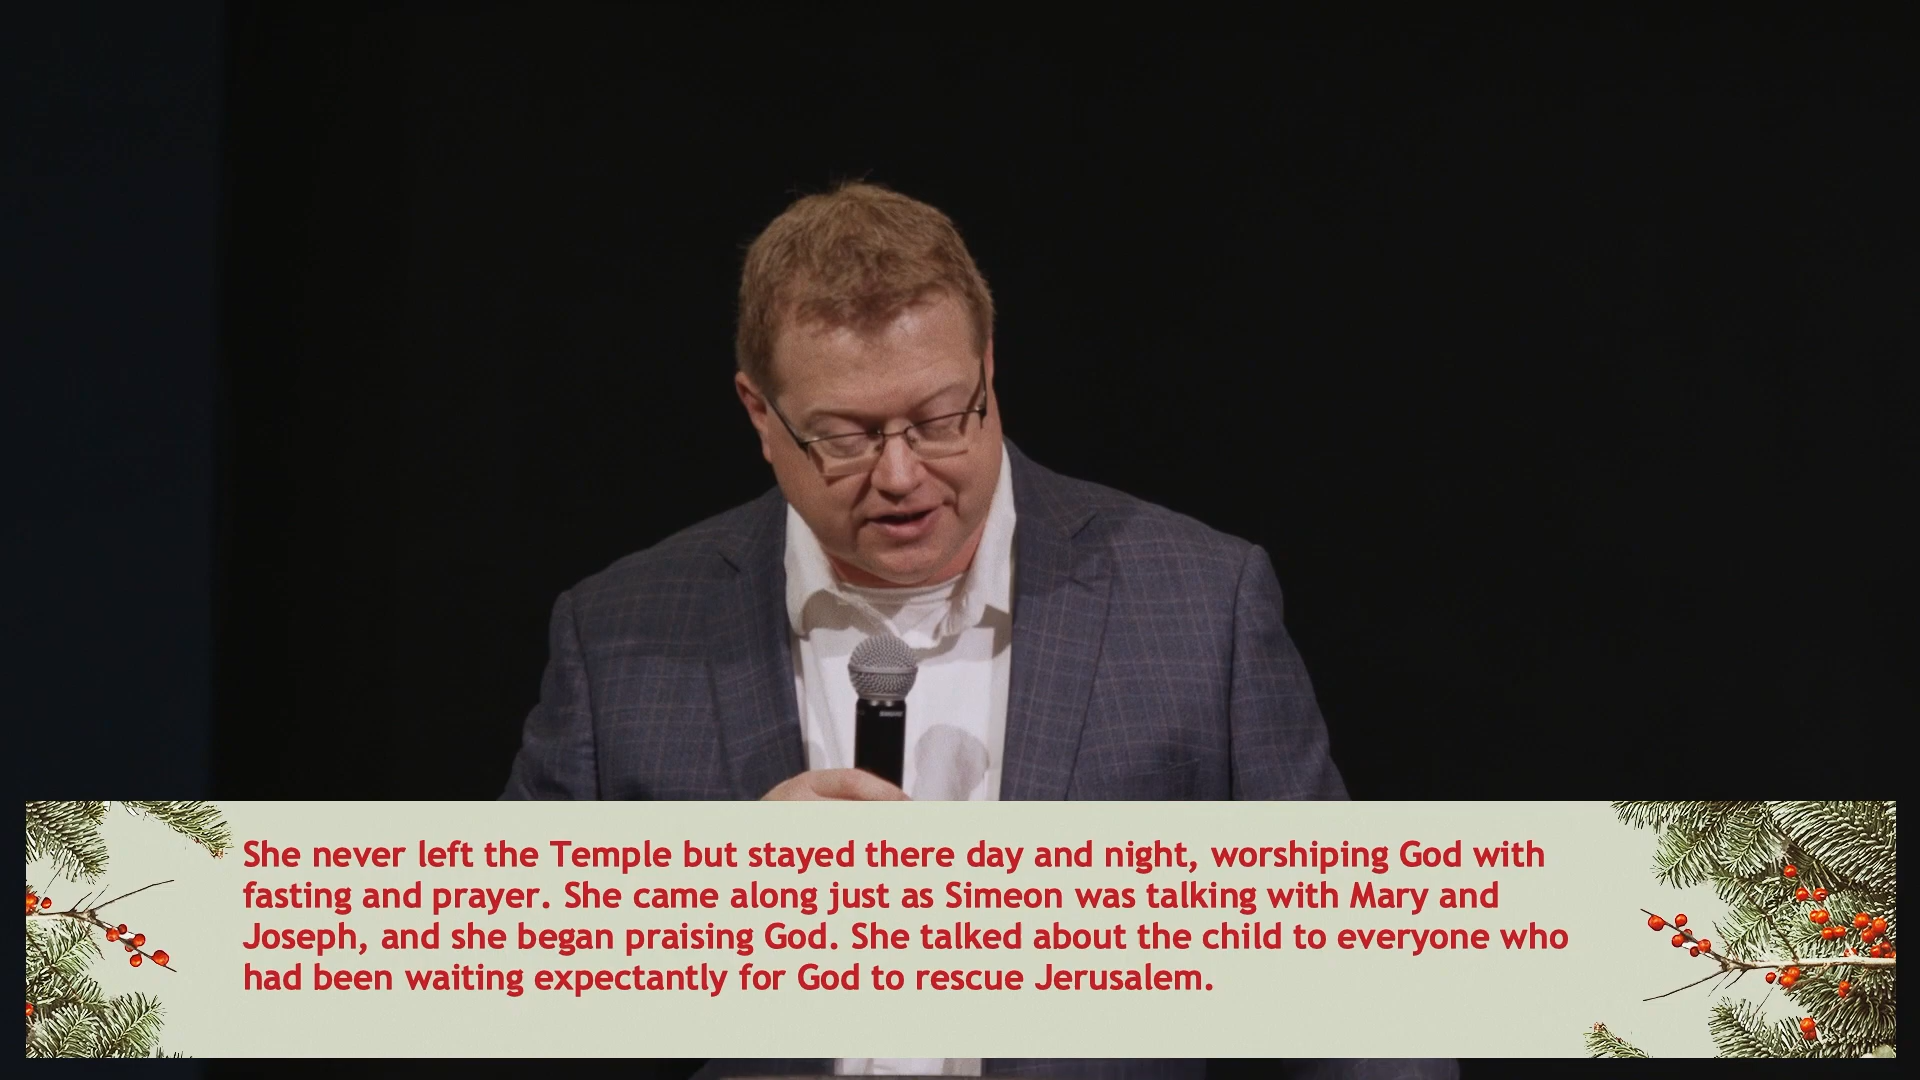 She never left the Temple but stayed there day and night, worshiping God with
fasting and prayer. She came along just as Simeon was talking with Mary and
Joseph, and she began praising God. She talked about the child to everyone who
had been waiting expectantly for God to rescue Jerusalem.